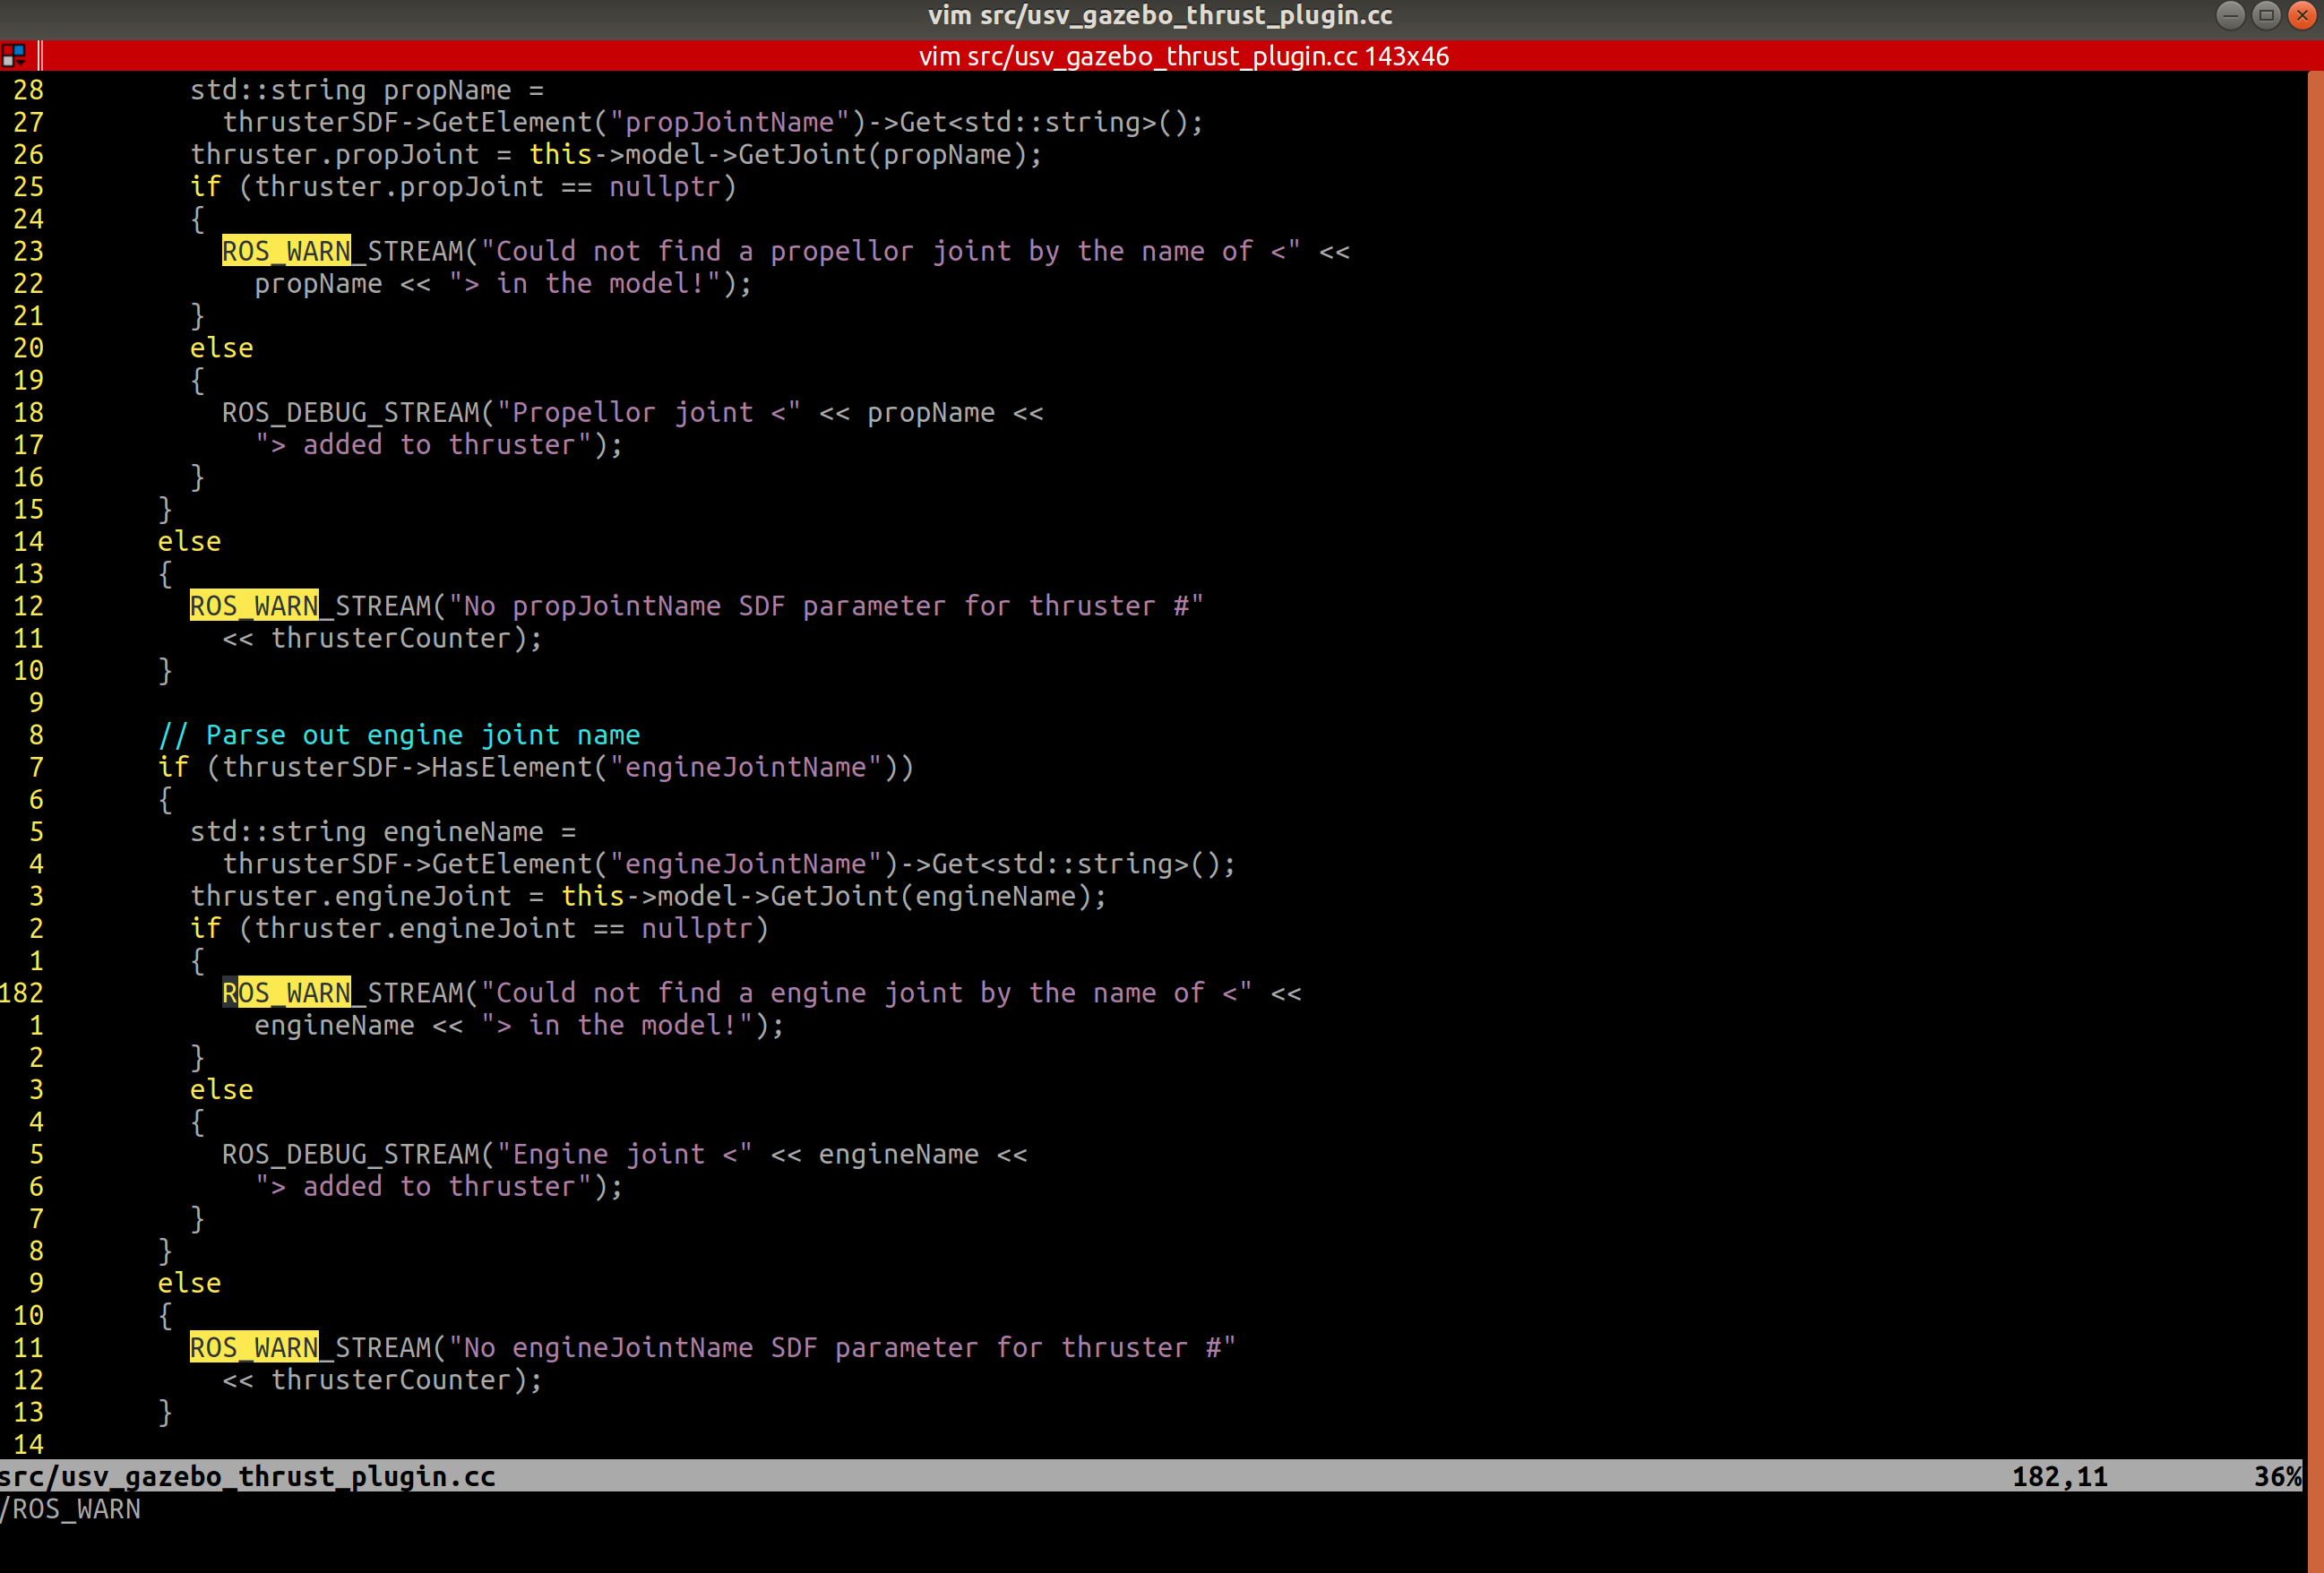 vim src/usv_gazebo_thrust_plugin.cc
vim src/usv_gazebo_thrust_plugin.cc 143x46
28         std::string propName =
27           thrusterSDF->GetElement("propJointName")->Get<std::string>();
26         thruster.propJoint = this->model->GetJoint(propName);
25         if (thruster.propJoint == nullptr)
24         {
23           ROS_WARN_STREAM("Could not find a propellor joint by the name of <" <<
22             propName << "> in the model!");
21         }
20         else
19         {
18           ROS_DEBUG_STREAM("Propellor joint <" << propName <<
17             "> added to thruster");
16         }
15       }
14       else
13       {
12         ROS_WARN_STREAM("No propJointName SDF parameter for thruster #"
11           << thrusterCounter);
10       }
9
8       // Parse out engine joint name
7       if (thrusterSDF->HasElement("engineJointName"))
6       {
5         std::string engineName =
4           thrusterSDF->GetElement("engineJointName")->Get<std::string>();
3         thruster.engineJoint = this->model->GetJoint(engineName);
2         if (thruster.engineJoint == nullptr)
1         {
182           ROS_WARN_STREAM("Could not find a engine joint by the name of <" <<
1             engineName << "> in the model!");
2         }
3         else
4         {
5           ROS_DEBUG_STREAM("Engine joint <" << engineName <<
6             "> added to thruster");
7         }
8       }
9       else
10       {
11         ROS_WARN_STREAM("No engineJointName SDF parameter for thruster #"
12           << thrusterCounter);
13       }
14
src/usv_gazebo_thrust_plugin.cc 182,11 36%
/ROS_WARN